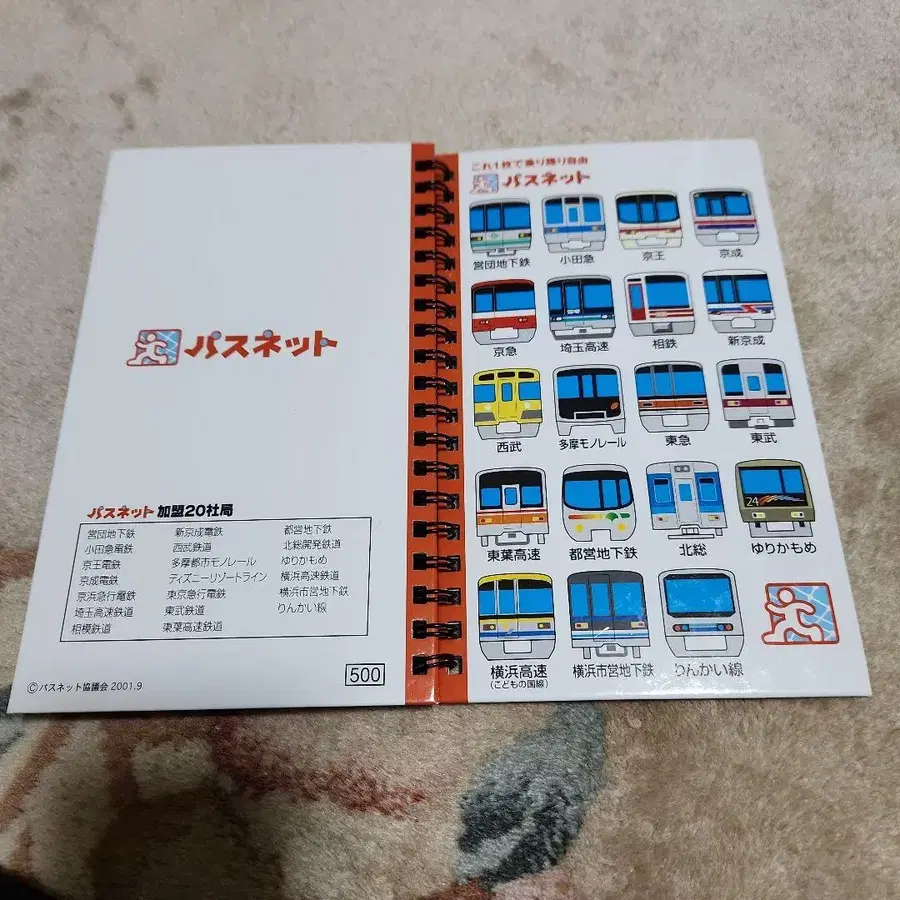 パスネット
パスネット 加盟20社局
営団地下鉄 新京成電鉄 都営地下鉄
小田急電鉄 西武鉄道 北総開発鉄道
京王電鉄 多摩都市モノレール ゆりかもめ
京成電鉄 ディズニーリゾートライン 横浜高速鉄道
京浜急行電鉄 東京急行電鉄 横浜市営地下鉄
埼玉高速鉄道 東武鉄道 りんかい線
相模鉄道 東葉高速鉄道
©パスネット協議会 2001.9
500
これ1枚で乗り降り自由
パスネット
営団地下鉄 小田急 京王 京成
京急 埼玉高速 相鉄 新京成
西武 多摩モノレール 東急 東武
24
東葉高速 都営地下鉄 北総 ゆりかもめ
横浜高速 横浜市営地下鉄 りんかい線
(こどもの国線)